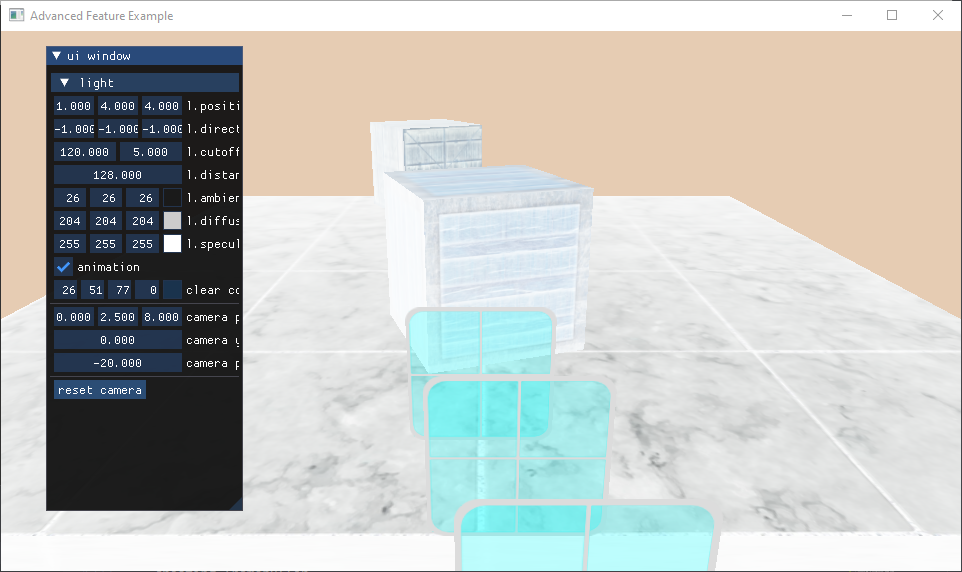 Advanced Feature Example
ui window
light
1.000 4.000 4.000 l.positi
-1.000 -1.000 -1.000 l.direct
120.000 5.000 l.cutoff
128.000 l.distan
26 26 26 l.ambien
204 204 204 l.diffus
255 255 255 l.specul
animation
26 51 77 0 clear co
0.000 2.500 8.000 camera p
0.000 camera y
-20.000 camera p
reset camera